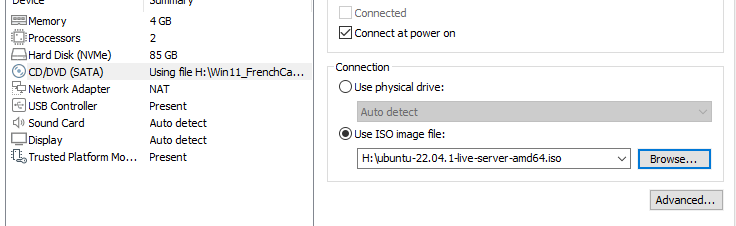 Device Summary
Memory 4 GB
Processors 2
Hard Disk (NVMe) 85 GB
CD/DVD (SATA) Using file H:\Win11_FrenchCa...
Network Adapter NAT
USB Controller Present
Sound Card Auto detect
Display Auto detect
Trusted Platform Mo... Present
Connected
Connect at power on
Connection
Use physical drive:
Auto detect
Use ISO image file:
H:\ubuntu-22.04.1-live-server-amd64.iso
Browse...
Advanced...